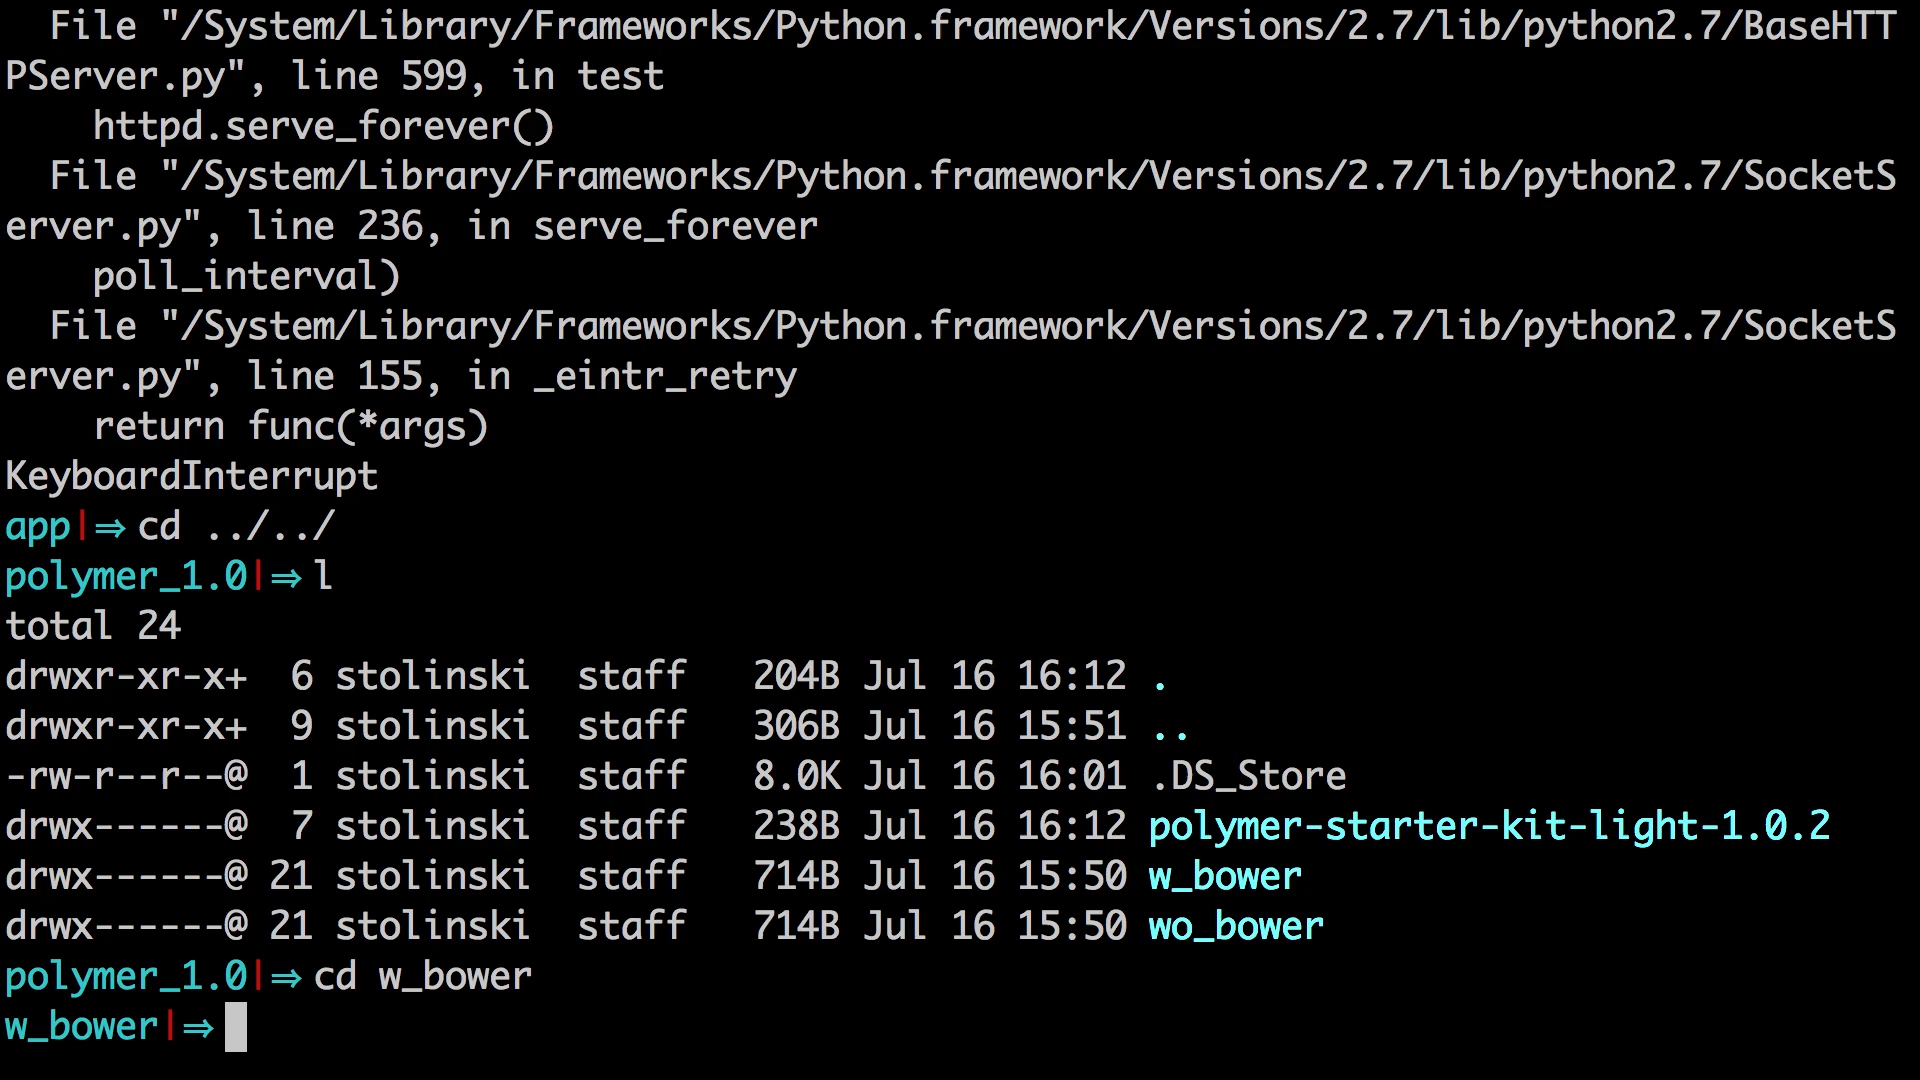 File "/System/Library/Frameworks/Python.framework/Versions/2.7/lib/python2.7/BaseHTT
PServer.py", line 599, in test
    httpd.serve_forever()
  File "/System/Library/Frameworks/Python.framework/Versions/2.7/lib/python2.7/SocketS
erver.py", line 236, in serve_forever
    poll_interval)
  File "/System/Library/Frameworks/Python.framework/Versions/2.7/lib/python2.7/SocketS
erver.py", line 155, in _eintr_retry
    return func(*args)
KeyboardInterrupt
app|⇒ cd ../../
polymer_1.0|⇒ l
total 24
drwxr-xr-x+  6 stolinski  staff   204B Jul 16 16:12 .
drwxr-xr-x+  9 stolinski  staff   306B Jul 16 15:51 ..
-rw-r--r--@  1 stolinski  staff   8.0K Jul 16 16:01 .DS_Store
drwx------@  7 stolinski  staff   238B Jul 16 16:12 polymer-starter-kit-light-1.0.2
drwx------@ 21 stolinski  staff   714B Jul 16 15:50 w_bower
drwx------@ 21 stolinski  staff   714B Jul 16 15:50 wo_bower
polymer_1.0|⇒ cd w_bower
w_bower|⇒